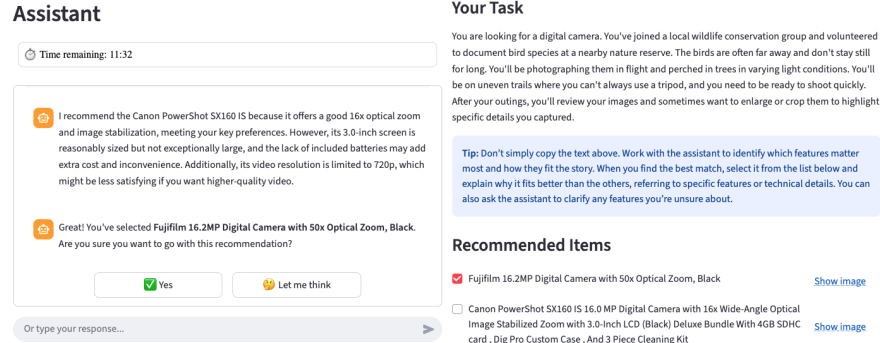 Assistant
Time remaining: 11:32
I recommend the Canon PowerShot SX160 IS because it offers a good 16x optical zoom
and image stabilization, meeting your key preferences. However, its 3.0-inch screen is
reasonably sized but not exceptionally large, and the lack of included batteries may add
extra cost and inconvenience. Additionally, its video resolution is limited to 720p, which
might be less satisfying if you want higher-quality video.
Great! You've selected Fujifilm 16.2MP Digital Camera with 50x Optical Zoom, Black.
Are you sure you want to go with this recommendation?
Yes
Let me think
Or type your response...
Your Task
You are looking for a digital camera. You've joined a local wildlife conservation group and volunteered
to document bird species at a nearby nature reserve. The birds are often far away and don't stay still
for long. You'll be photographing them in flight and perched in trees in varying light conditions. You'll
be on uneven trails where you can't always use a tripod, and you need to be ready to shoot quickly.
After your outings, you'll review your images and sometimes want to enlarge or crop them to highlight
specific details you captured.
Tip: Don't simply copy the text above. Work with the assistant to identify which features matter
most and how they fit the story. When you find the best match, select it from the list below and
explain why it fits better than the others, referring to specific features or technical details. You can
also ask the assistant to clarify any features you're unsure about.
Recommended Items
Fujifilm 16.2MP Digital Camera with 50x Optical Zoom, Black
Show image
Canon PowerShot SX160 IS 16.0 MP Digital Camera with 16x Wide-Angle Optical
Image Stabilized Zoom with 3.0-Inch LCD (Black) Deluxe Bundle With 4GB SDHC
Show image
card , Dig Pro Custom Case , And 3 Piece Cleaning Kit